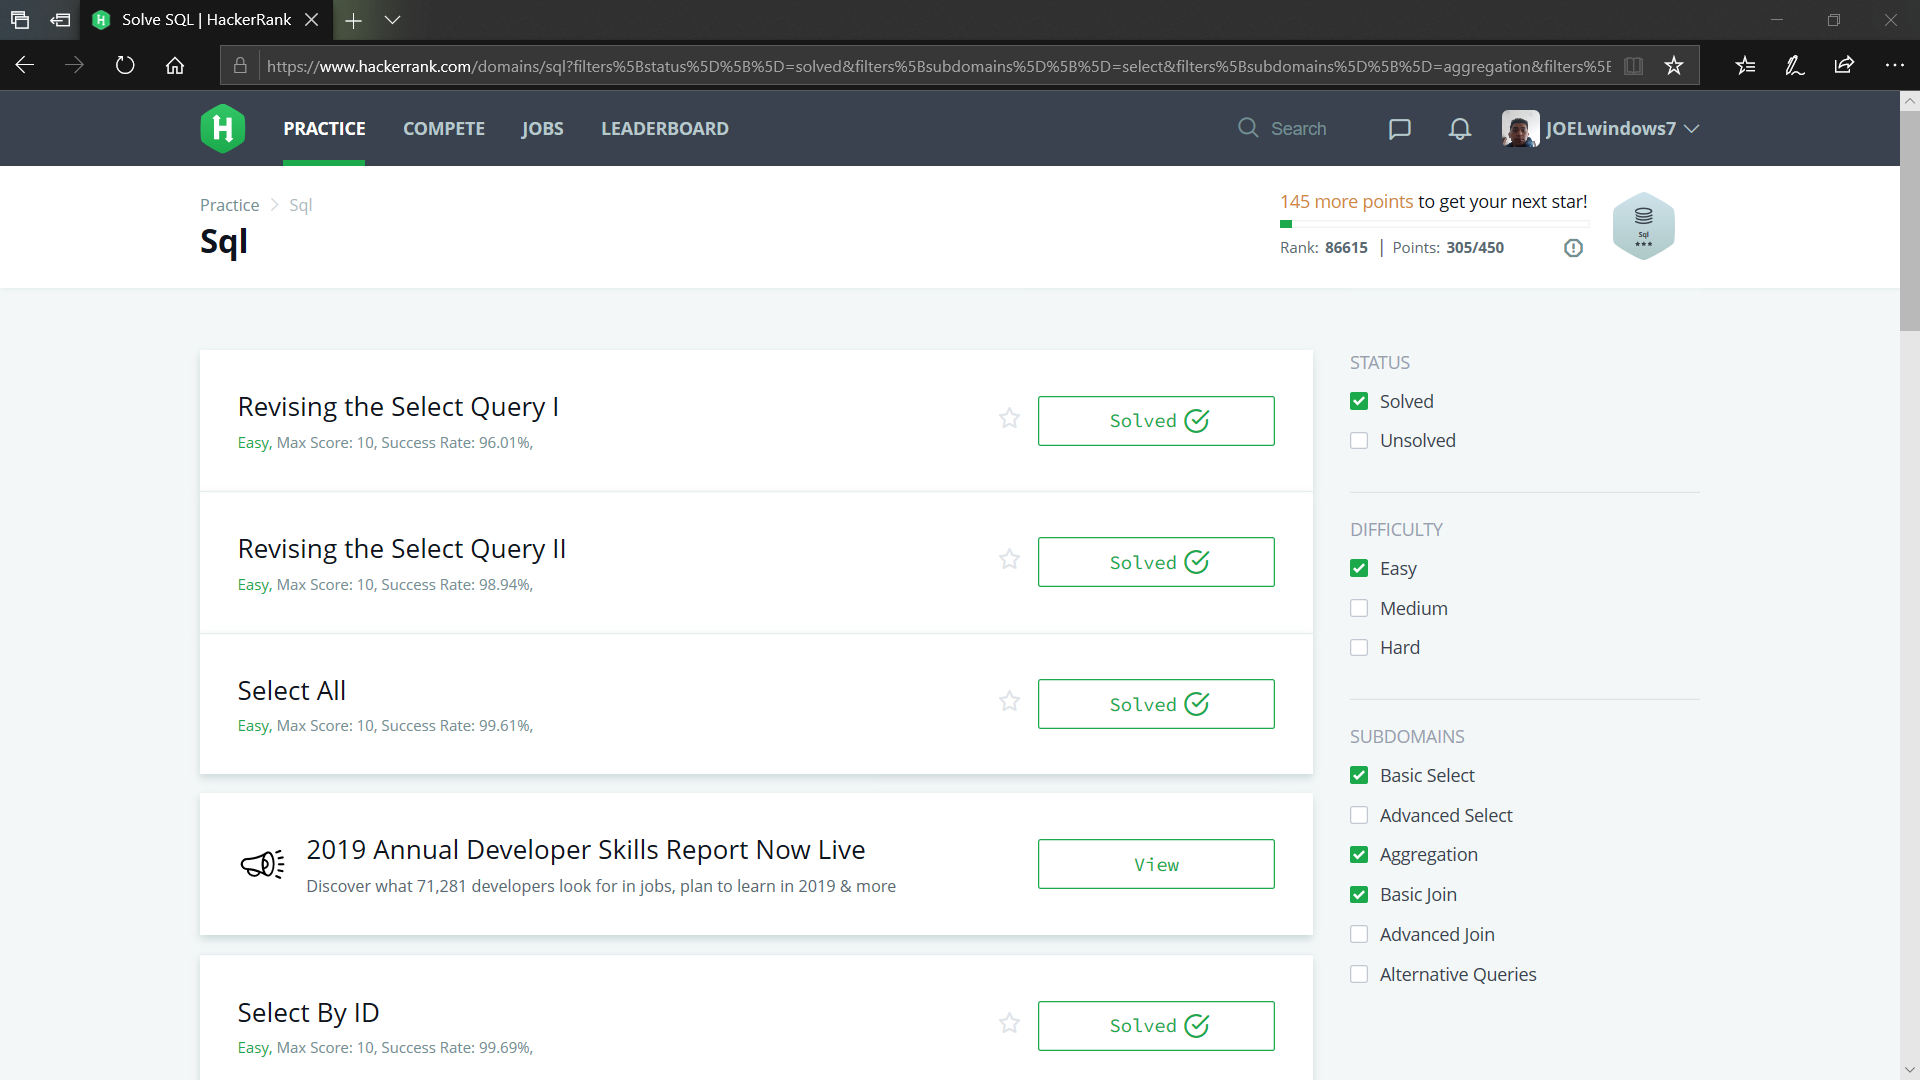 Solve SQL | HackerRank
https://www.hackerrank.com/domains/sql?filters%5Bstatus%5D%5B%5D=solved&filters%5Bsubdomains%5D%5B%5D=select&filters%5Bsubdomains%5D%5B%5D=aggregation&filters%5E
H
PRACTICE COMPETE JOBS LEADERBOARD Search JOELwindows7
Practice Sql
Sql
145 more points to get your next star!
Rank: 86615 | Points: 305/450
Sql
Revising the Select Query I
Easy, Max Score: 10, Success Rate: 96.01%,
Solved
Revising the Select Query II
Easy, Max Score: 10, Success Rate: 98.94%,
Solved
Select All
Easy, Max Score: 10, Success Rate: 99.61%,
Solved
2019 Annual Developer Skills Report Now Live
Discover what 71,281 developers look for in jobs, plan to learn in 2019 & more
View
Select By ID
Easy, Max Score: 10, Success Rate: 99.69%,
Solved
STATUS
Solved
Unsolved
DIFFICULTY
Easy
Medium
Hard
SUBDOMAINS
Basic Select
Advanced Select
Aggregation
Basic Join
Advanced Join
Alternative Queries